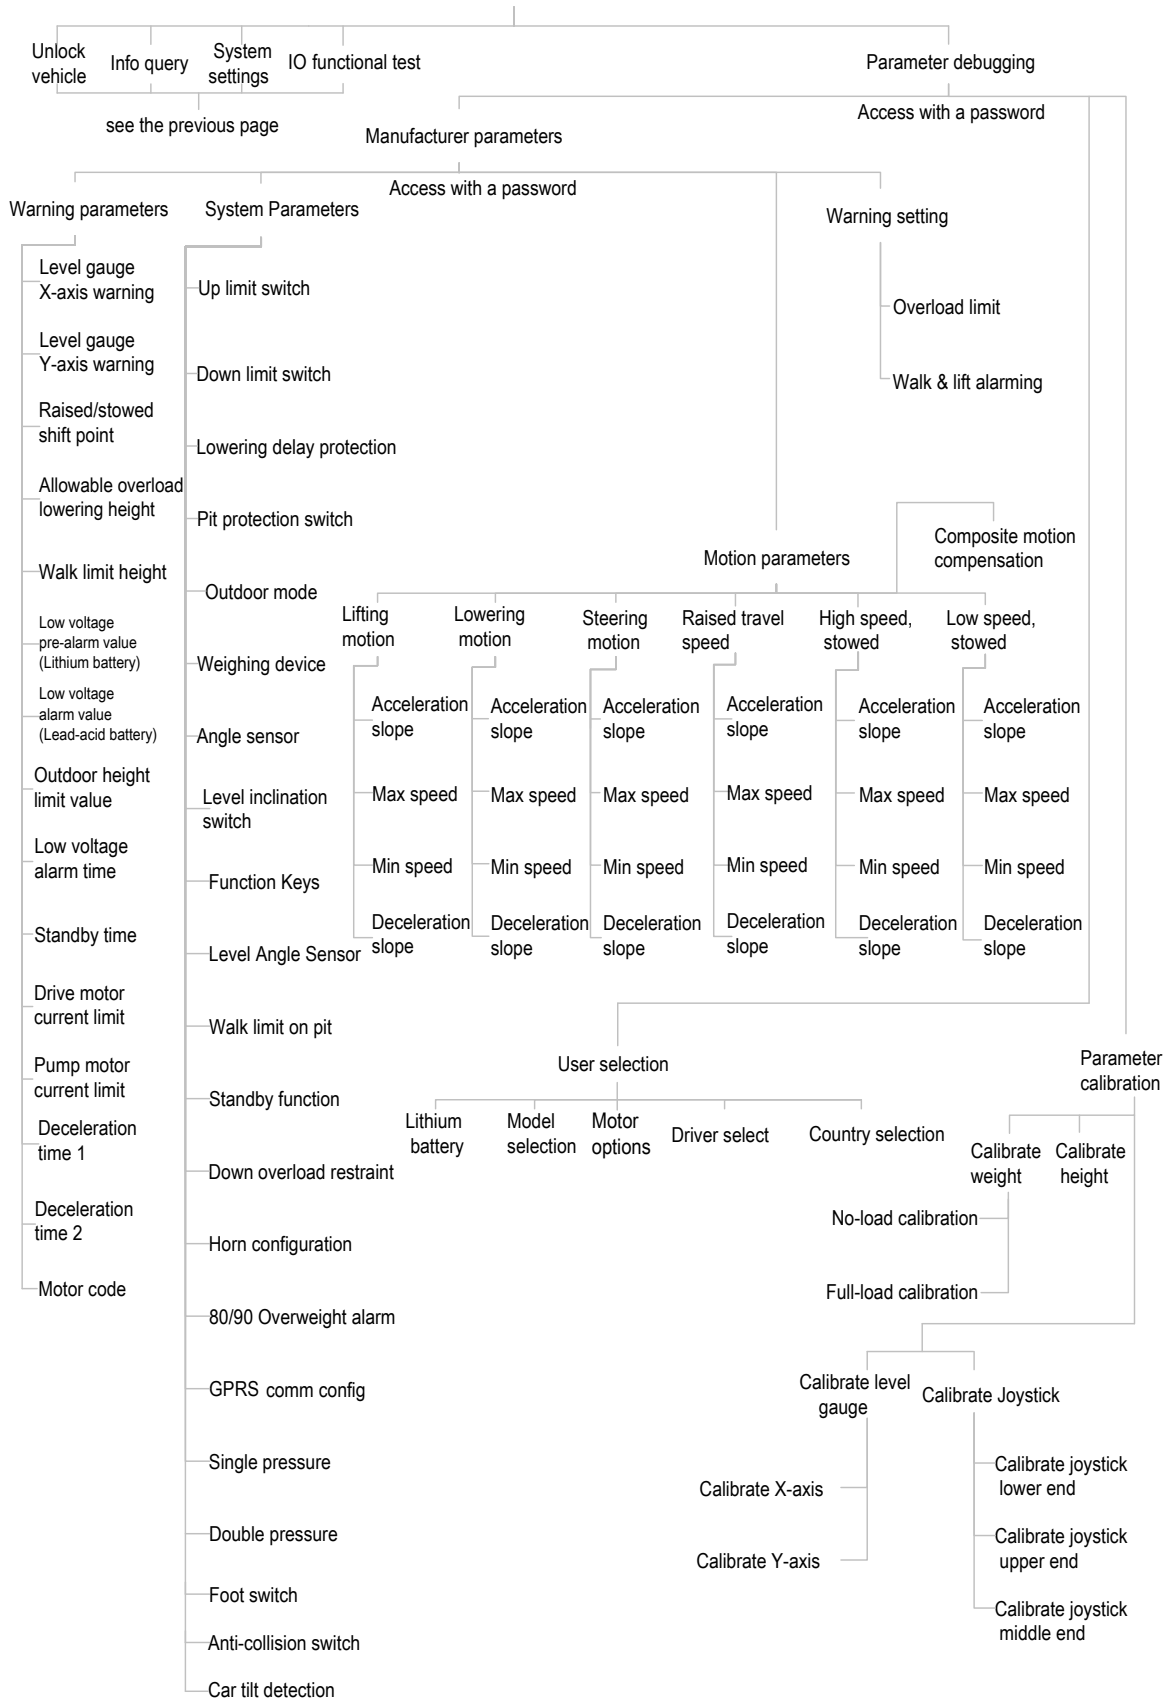 Unlock
vehicle
Info query
System
settings
IO functional test
Parameter debugging
see the previous page
Access with a password
Manufacturer parameters
Access with a password
Warning parameters
Level gauge
X-axis warning
Level gauge
Y-axis warning
Raised/stowed
shift point
Allowable overload
lowering height
Walk limit height
Low voltage
pre-alarm value
(Lithium battery)
Low voltage
alarm value
(Lead-acid battery)
Outdoor height
limit value
Low voltage
alarm time
Standby time
Drive motor
current limit
Pump motor
current limit
Deceleration
time 1
Deceleration
time 2
Motor code
System Parameters
Up limit switch
Down limit switch
Lowering delay protection
Pit protection switch
Outdoor mode
Weighing device
Angle sensor
Level inclination
switch
Function Keys
Level Angle Sensor
Walk limit on pit
Standby function
Down overload restraint
Horn configuration
80/90 Overweight alarm
GPRS comm config
Single pressure
Double pressure
Foot switch
Anti-collision switch
Car tilt detection
Warning setting
Overload limit
Walk & lift alarming
Motion parameters
Composite motion
compensation
Lifting
motion
Acceleration
slope
Max speed
Min speed
Deceleration
slope
Lowering
motion
Acceleration
slope
Max speed
Min speed
Deceleration
slope
Steering
motion
Acceleration
slope
Max speed
Min speed
Deceleration
slope
Raised travel
speed
Acceleration
slope
Max speed
Min speed
Deceleration
slope
High speed,
stowed
Acceleration
slope
Max speed
Min speed
Deceleration
slope
Low speed,
stowed
Acceleration
slope
Max speed
Min speed
Deceleration
slope
User selection
Lithium
battery
Model
selection
Motor
options
Driver select
Country selection
Parameter
calibration
Calibrate
weight
Calibrate
height
No-load calibration
Full-load calibration
Calibrate level
gauge
Calibrate X-axis
Calibrate Y-axis
Calibrate Joystick
Calibrate joystick
lower end
Calibrate joystick
upper end
Calibrate joystick
middle end